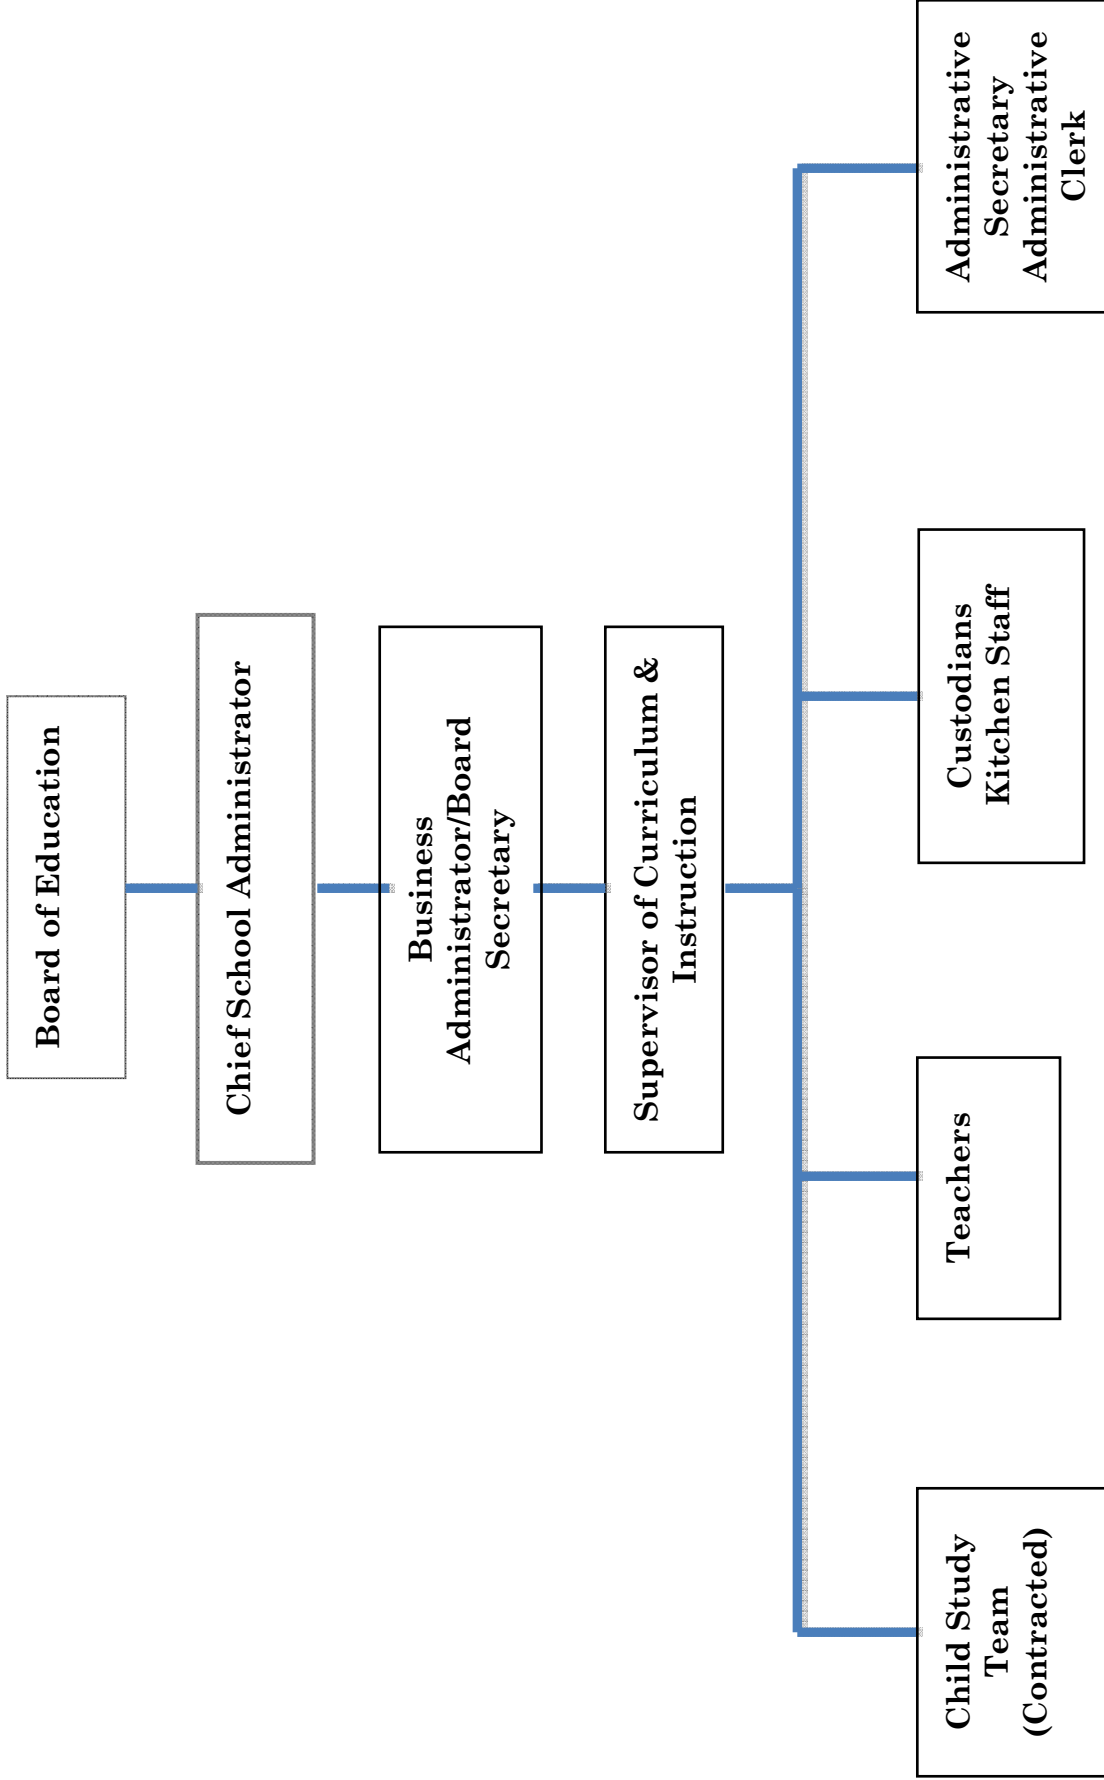 Board of Education
Chief School Administrator
Business
Administrator/Board
Secretary
Supervisor of Curriculum &
Instruction
Child Study
Team
(Contracted)
Teachers
Custodians
Kitchen Staff
Administrative
Secretary
Administrative
Clerk